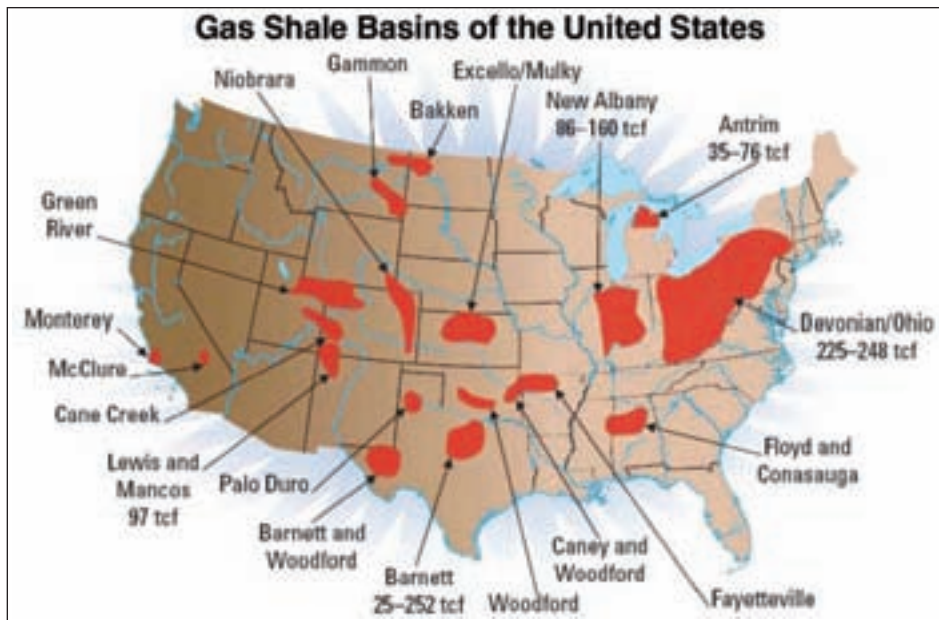 Gas Shale Basins of the United States
Gammon
Niobrara
Excello/Mulky
Bakken
New Albany
86–160 tcf
Antrim
35–76 tcf
Green
River
Monterey
McClure
Cane Creek
Devonian/Ohio
225–248 tcf
Lewis and
Mancos
97 tcf
Palo Duro
Barnett and
Woodford
Barnett
25–252 tcf
Woodford
Caney and
Woodford
Floyd and
Conasauga
Fayetteville